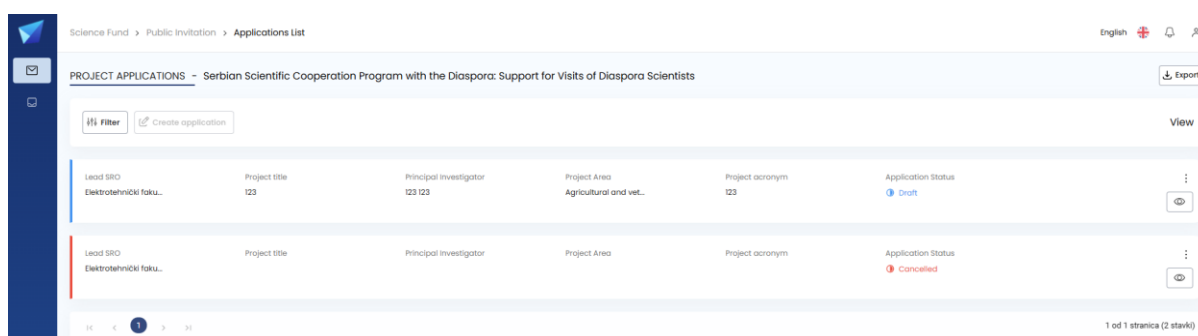 Science Fund > Public Invitation > Applications List
English
PROJECT APPLICATIONS - Serbian Scientific Cooperation Program with the Diaspora: Support for Visits of Diaspora Scientists
Export
Filter Create application
View
Lead SRO Project title Principal Investigator Project Area Project acronym Application Status
Elektrotehnički faku... 123 123 123 Agricultural and vet... 123 Draft
Lead SRO Project title Principal Investigator Project Area Project acronym Application Status
Elektrotehnički faku... Cancelled
1
1 od 1 stranica (2 stavki)